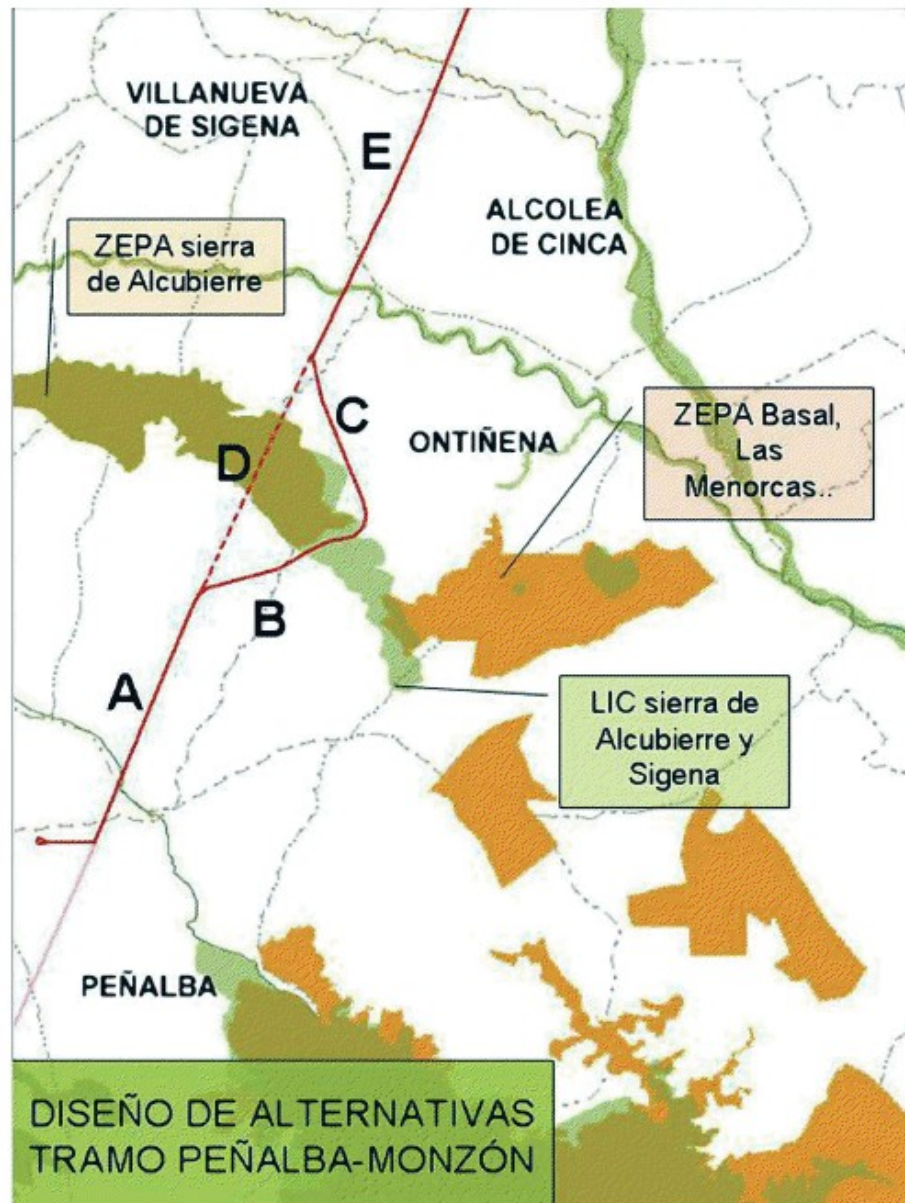 VILLANUEVA
DE SIGENA
E
ALCOLEA
DE CINCA
ZEPA sierra
de Alcubierre
C
ONTIÑENA
ZEPA Basal,
Las
Menorcas..
D
B
A
LIC sierra de
Alcubierre y
Sigena
PEÑALBA
DISEÑO DE ALTERNATIVAS
TRAMO PEÑALBA-MONZÓN